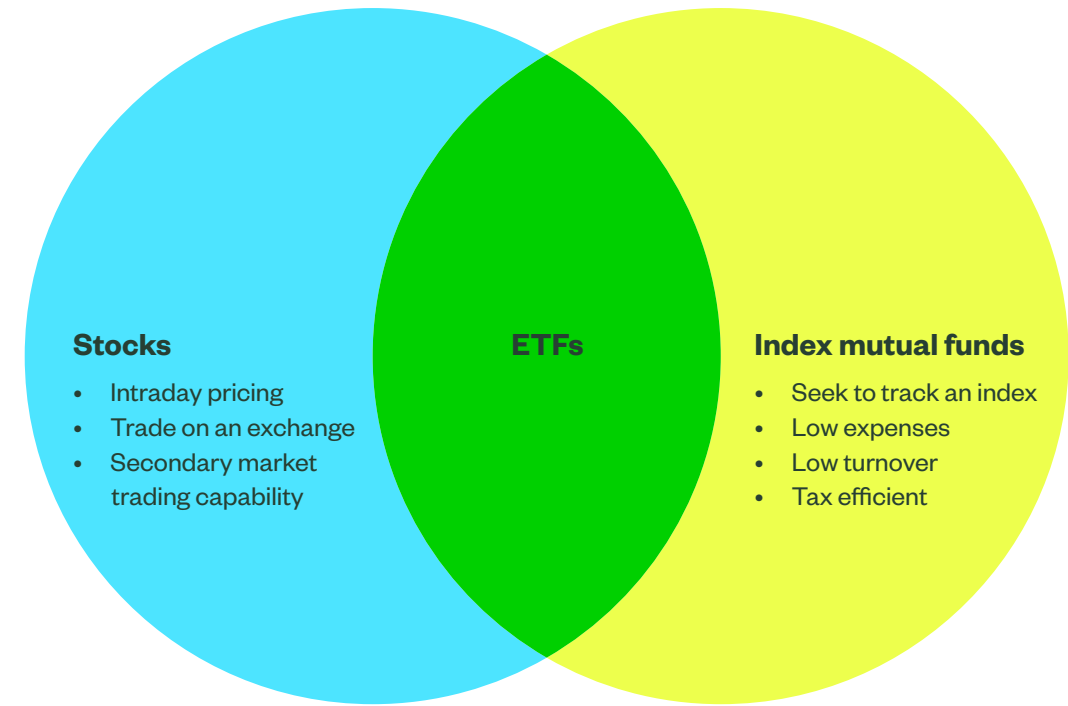 Stocks
• Intraday pricing
• Trade on an exchange
• Secondary market
trading capability
ETFs
Index mutual funds
• Seek to track an index
• Low expenses
• Low turnover
• Tax efficient